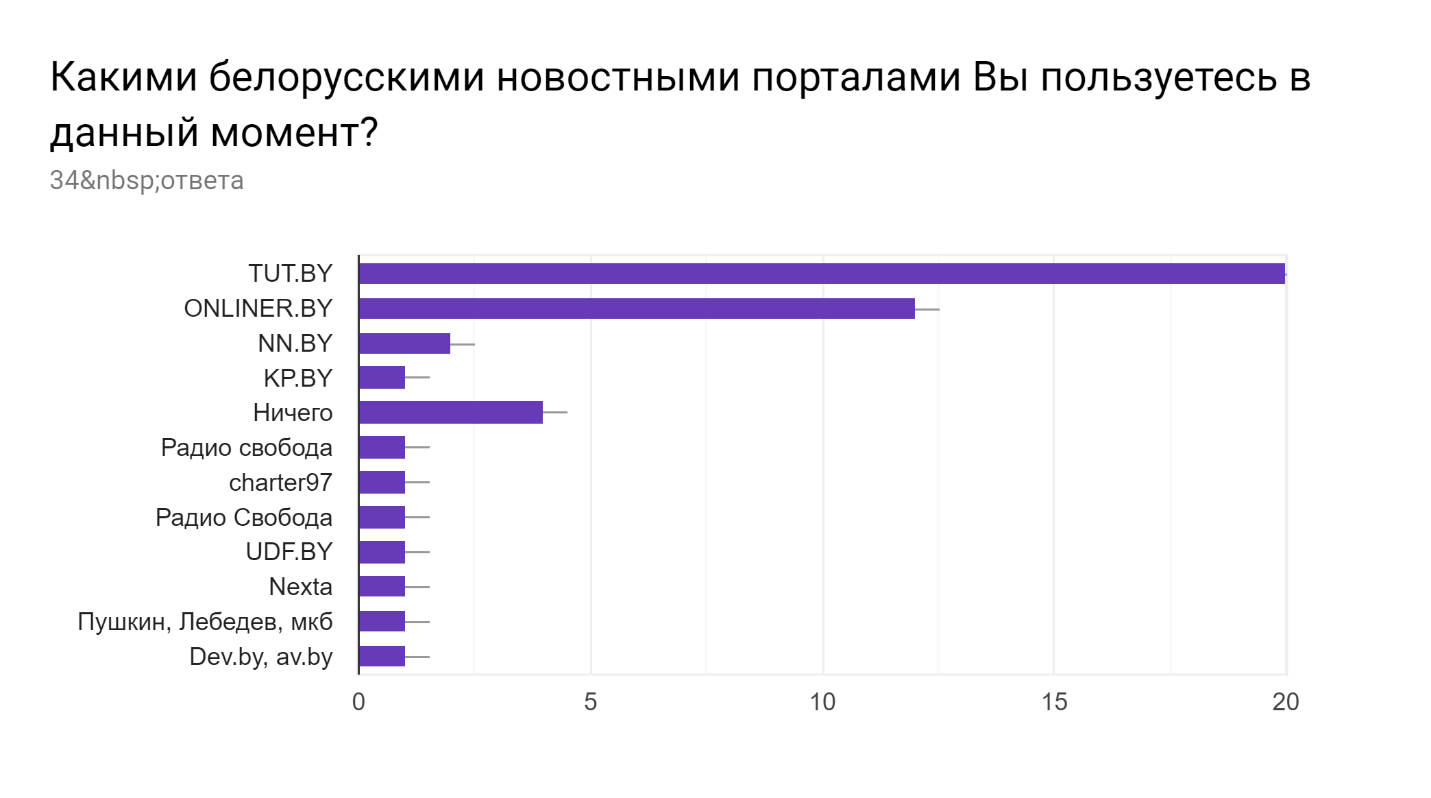 Какими белорусскими новостными порталами Вы пользуетесь в
данный момент?
34&nbsp;ответа
TUT.BY
ONLINER.BY
NN.BY
KP.BY
Ничего
Радио свобода
charter97
Радио Свобода
UDF.BY
Nexta
Пушкин, Лебедев, мкб
Dev.by, av.by
0 5 10 15 20